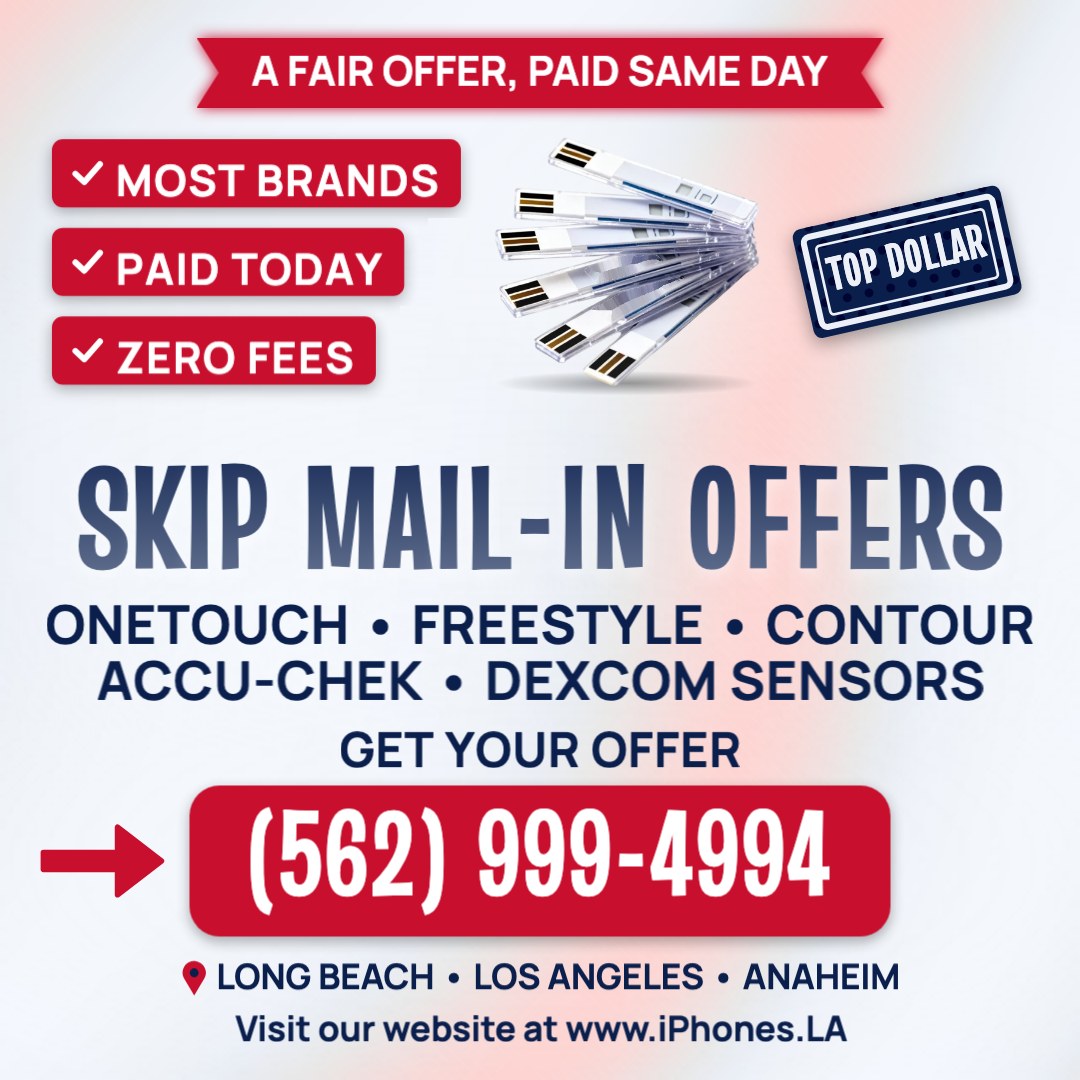 A FAIR OFFER, PAID SAME DAY
MOST BRANDS
PAID TODAY
ZERO FEES
TOP DOLLAR
SKIP MAIL-IN OFFERS
ONETOUCH • FREESTYLE • CONTOUR
ACCU-CHEK • DEXCOM SENSORS
GET YOUR OFFER
(562) 999-4994
LONG BEACH • LOS ANGELES • ANAHEIM
Visit our website at www.iPhones.LA